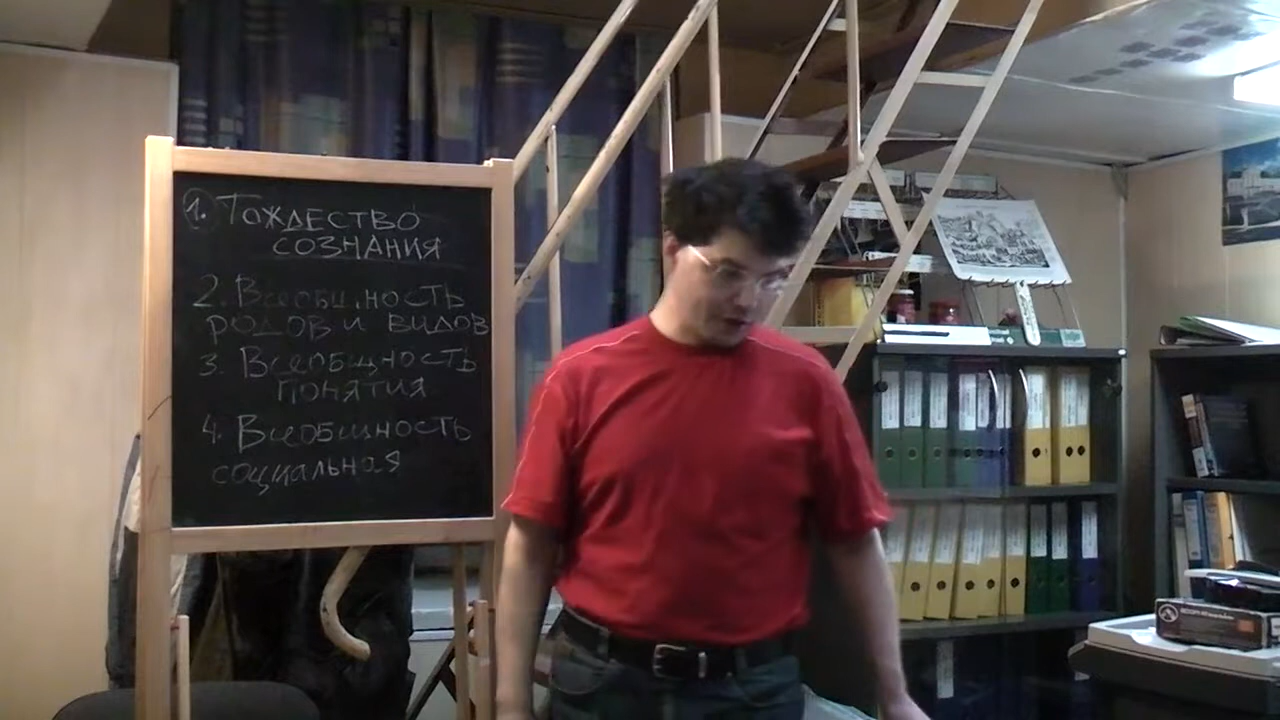 1. Тождество
сознания
2. Всеобщность
родов и видов
3. Всеобщность
понятия
4. Всеобщность
социальная